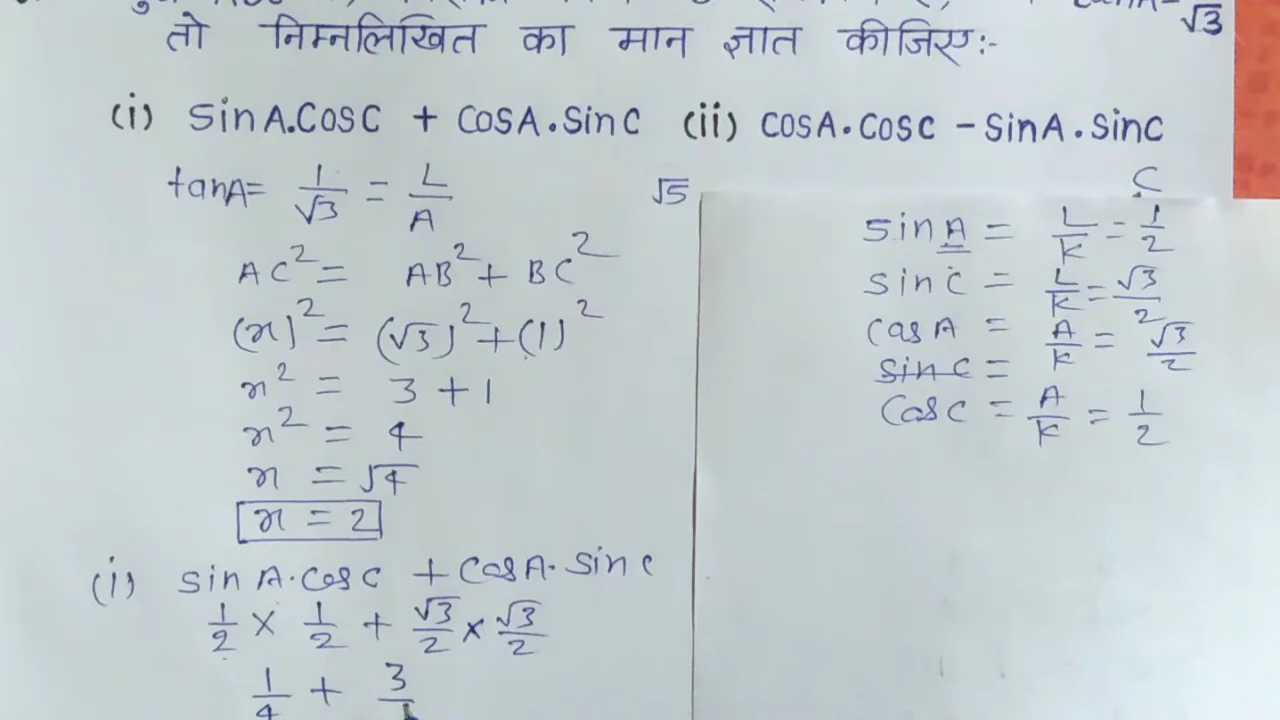 √3
तो निम्नलिखित का मान ज्ञात कीजिए:-
(i) sinA.cosC + cosA.sinC (ii) cosA.cosC - sinA.sinC
tanA = 1/√3 = L/A
AC² = AB² + BC²
(x)² = (√3)² + (1)²
x² = 3 + 1
x² = 4
x = √4
x = 2
(i) sinA.cosC + cosA.sinC
1/2 × 1/2 + √3/2 × √3/2
1/4 + 3/
√5
C
sinA = L/K = 1/2
sinC = L/K = √3/2
cosA = A/K = √3/2
sinC =
cosC = A/K = 1/2